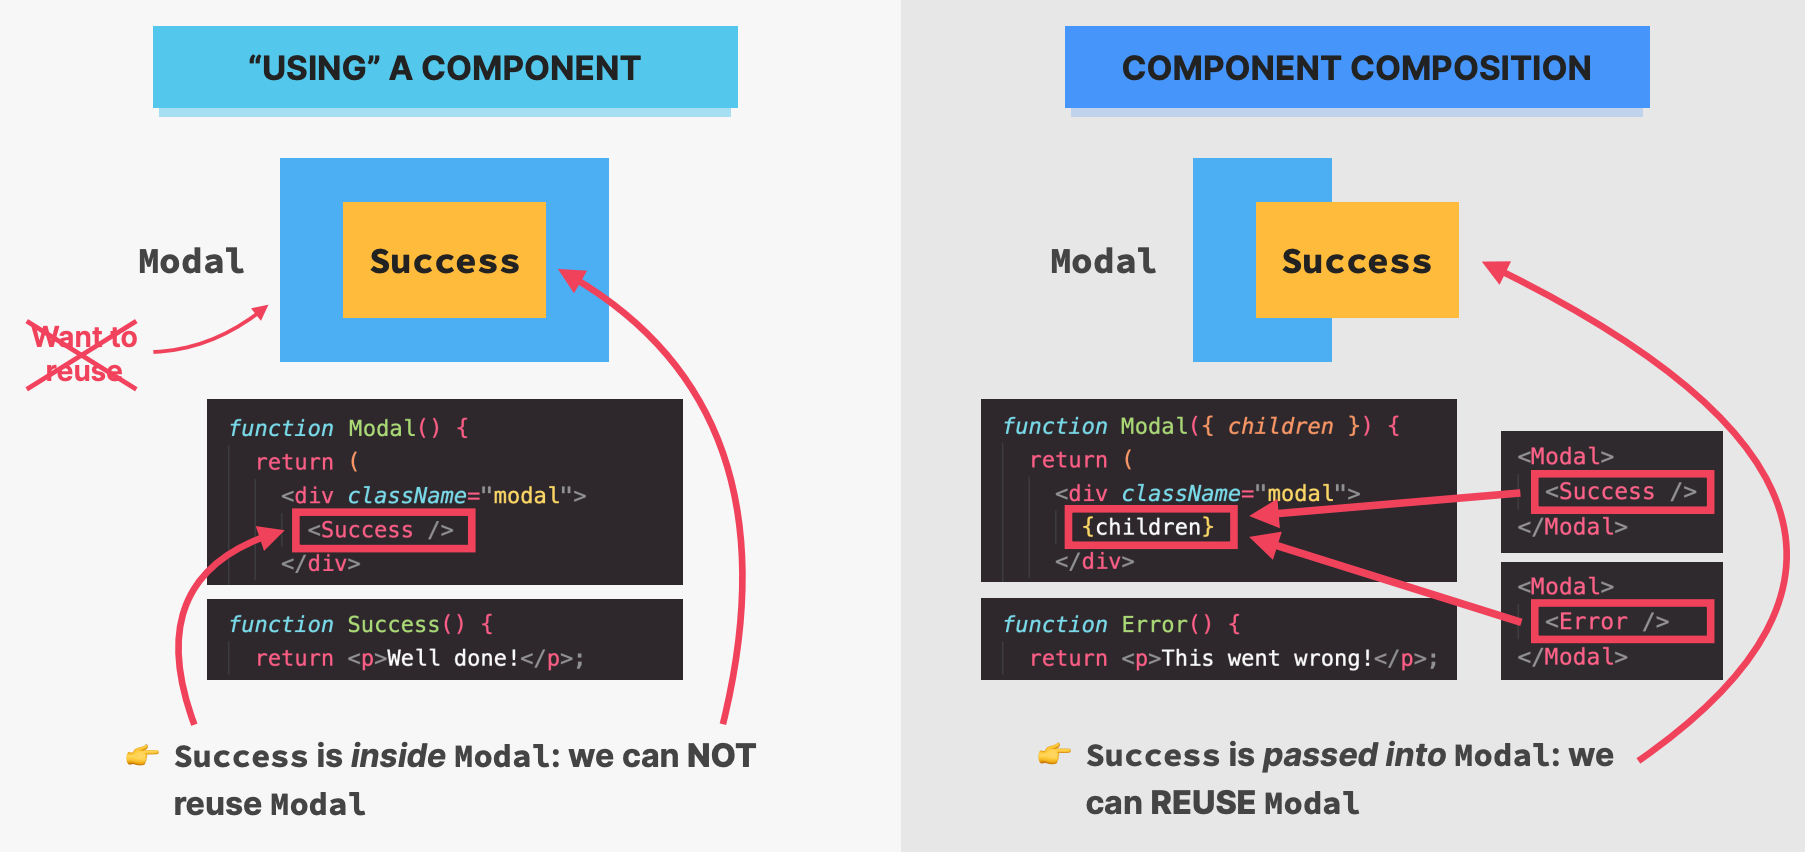 “USING” A COMPONENT
Modal
Success
Want to
reuse
function Modal() {
return (
<div className="modal">
<Success />
</div>
function Success() {
return <p>Well done!</p>;
👉 Success is inside Modal: we can NOT
reuse Modal
COMPONENT COMPOSITION
Modal
Success
function Modal({ children }) {
return (
<div className="modal">
{children}
</div>
function Error() {
return <p>This went wrong!</p>;
<Modal>
<Success />
</Modal>
<Modal>
<Error />
</Modal>
👉 Success is passed into Modal: we
can REUSE Modal